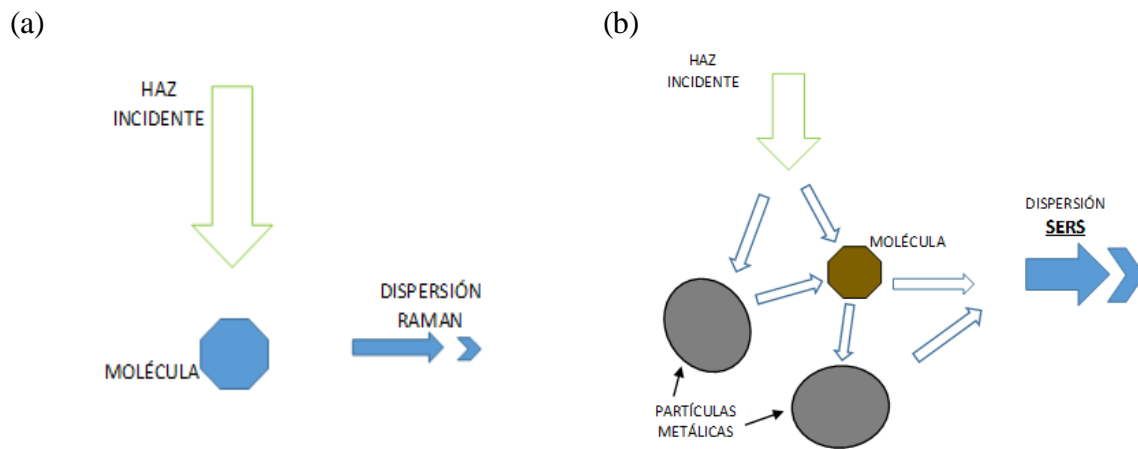 (a)
HAZ
INCIDENTE
MOLÉCULA
DISPERSIÓN
RAMAN
(b)
HAZ
INCIDENTE
MOLÉCULA
DISPERSIÓN
SERS
PARTÍCULAS
METÁLICAS